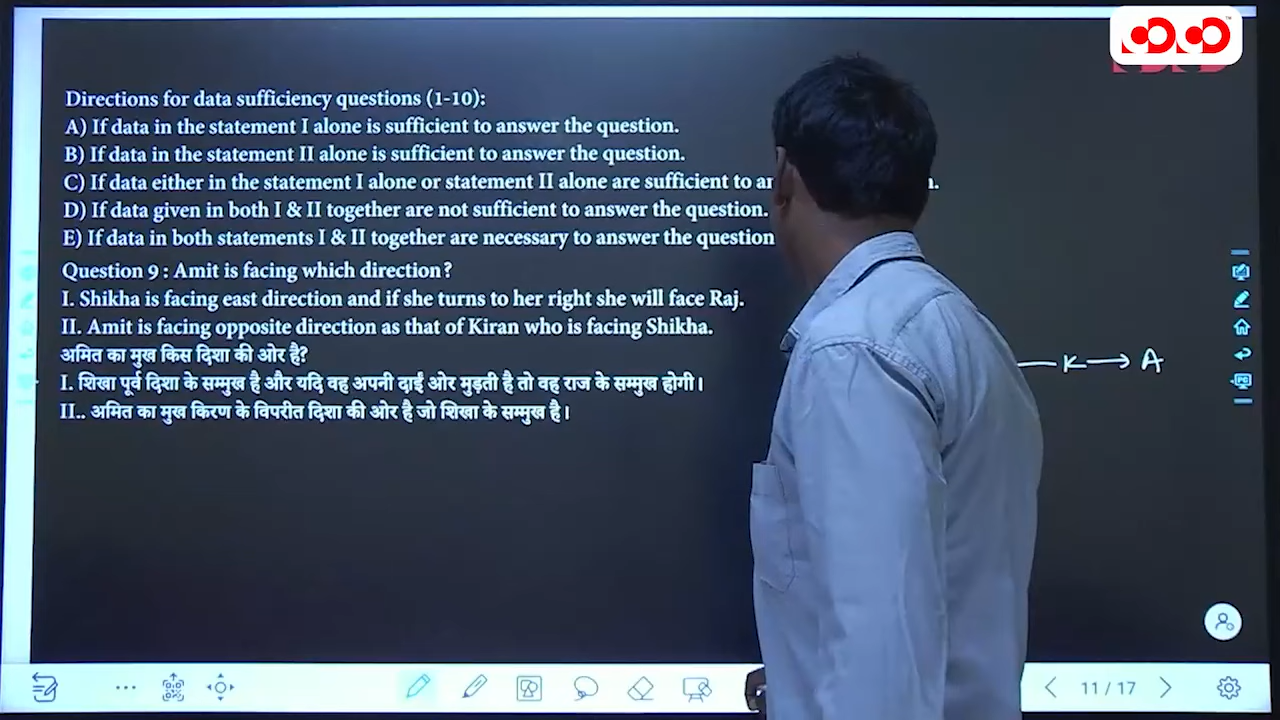 Directions for data sufficiency questions (1-10):
A) If data in the statement I alone is sufficient to answer the question.
B) If data in the statement II alone is sufficient to answer the question.
C) If data either in the statement I alone or statement II alone are sufficient to
D) If data given in both I & II together are not sufficient to answer the question.
E) If data in both statements I & II together are necessary to answer the question
Question 9 : Amit is facing which direction?
I. Shikha is facing east direction and if she turns to her right she will face Raj.
II. Amit is facing opposite direction as that of Kiran who is facing Shikha.
K → A
अमित का मुख किस दिशा की ओर है?
I. शिखा पूर्व दिशा के सम्मुख है और यदि वह अपनी दाईं ओर मुड़ती है तो वह राज के सम्मुख होगी।
II.. अमित का मुख किरण के विपरीत दिशा की ओर है जो शिखा के सम्मुख है।
11 / 17